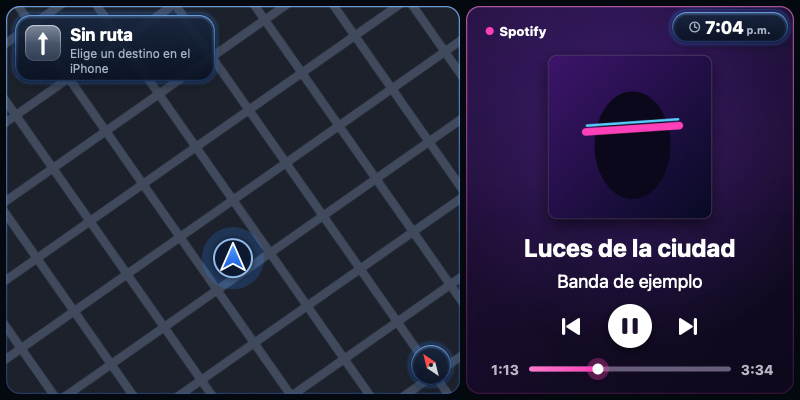 Sin ruta
Elige un destino en el
iPhone
Spotify
7:04 p.m.
Luces de la ciudad
Banda de ejemplo
1:13
3:34